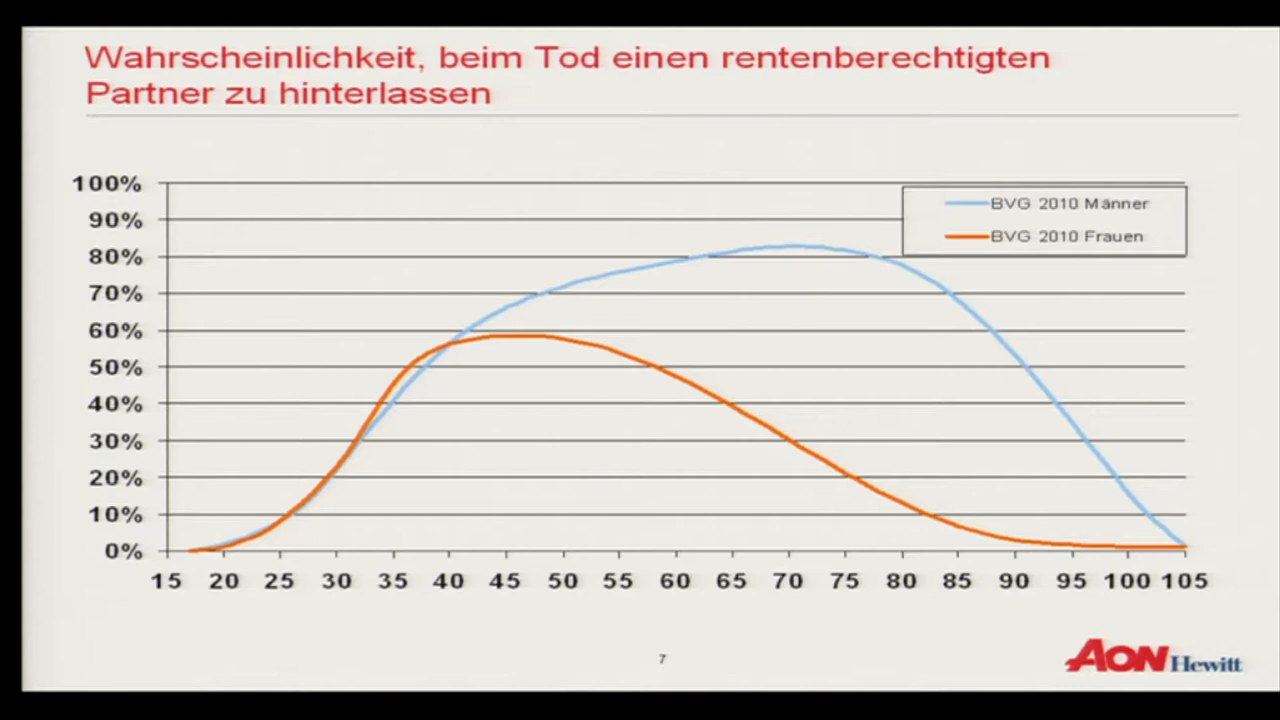 Wahrscheinlichkeit, beim Tod einen rentenberechtigten
Partner zu hinterlassen
100%
90%
80%
70%
60%
50%
40%
30%
20%
10%
0%
BVG 2010 Männer
BVG 2010 Frauen
15 20 25 30 35 40 45 50 55 60 65 70 75 80 85 90 95 100 105
7
AON Hewitt